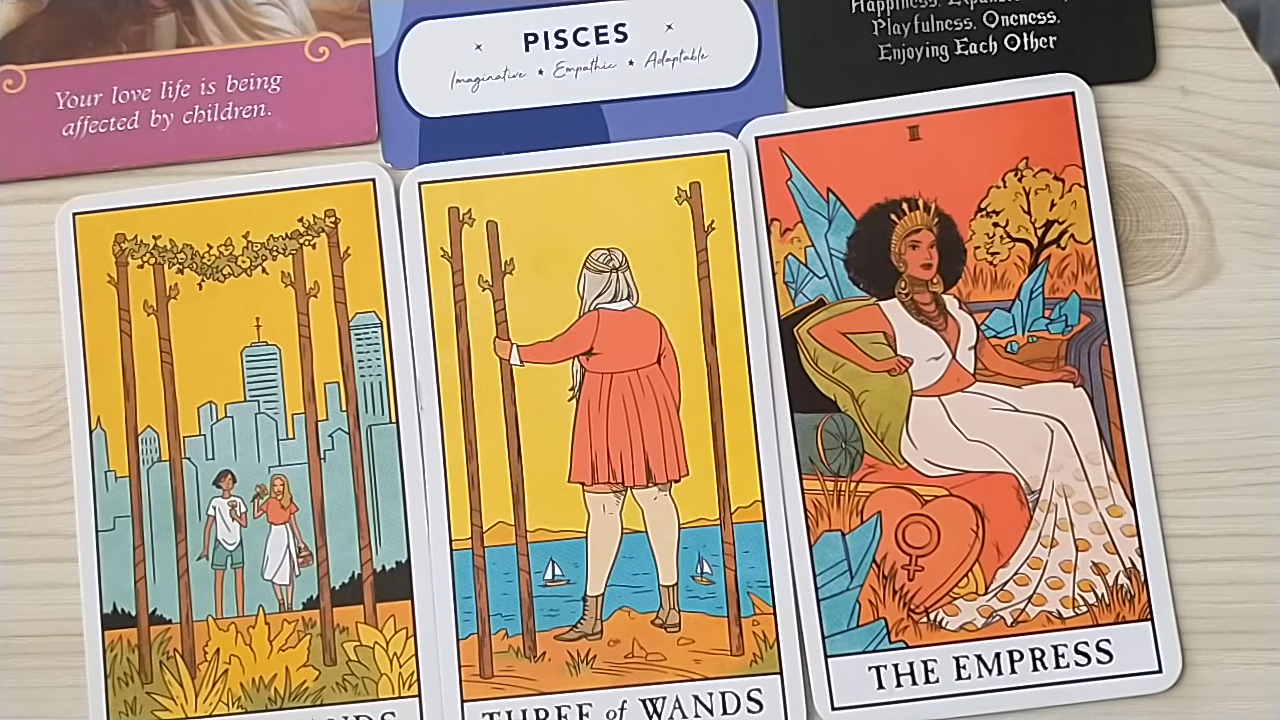 Your love life is being
affected by children.
PISCES
Imaginative ★ Empathic ★ Adaptable
Playfulness, Oneness,
Enjoying Each Other
III
THREE of WANDS
THE EMPRESS